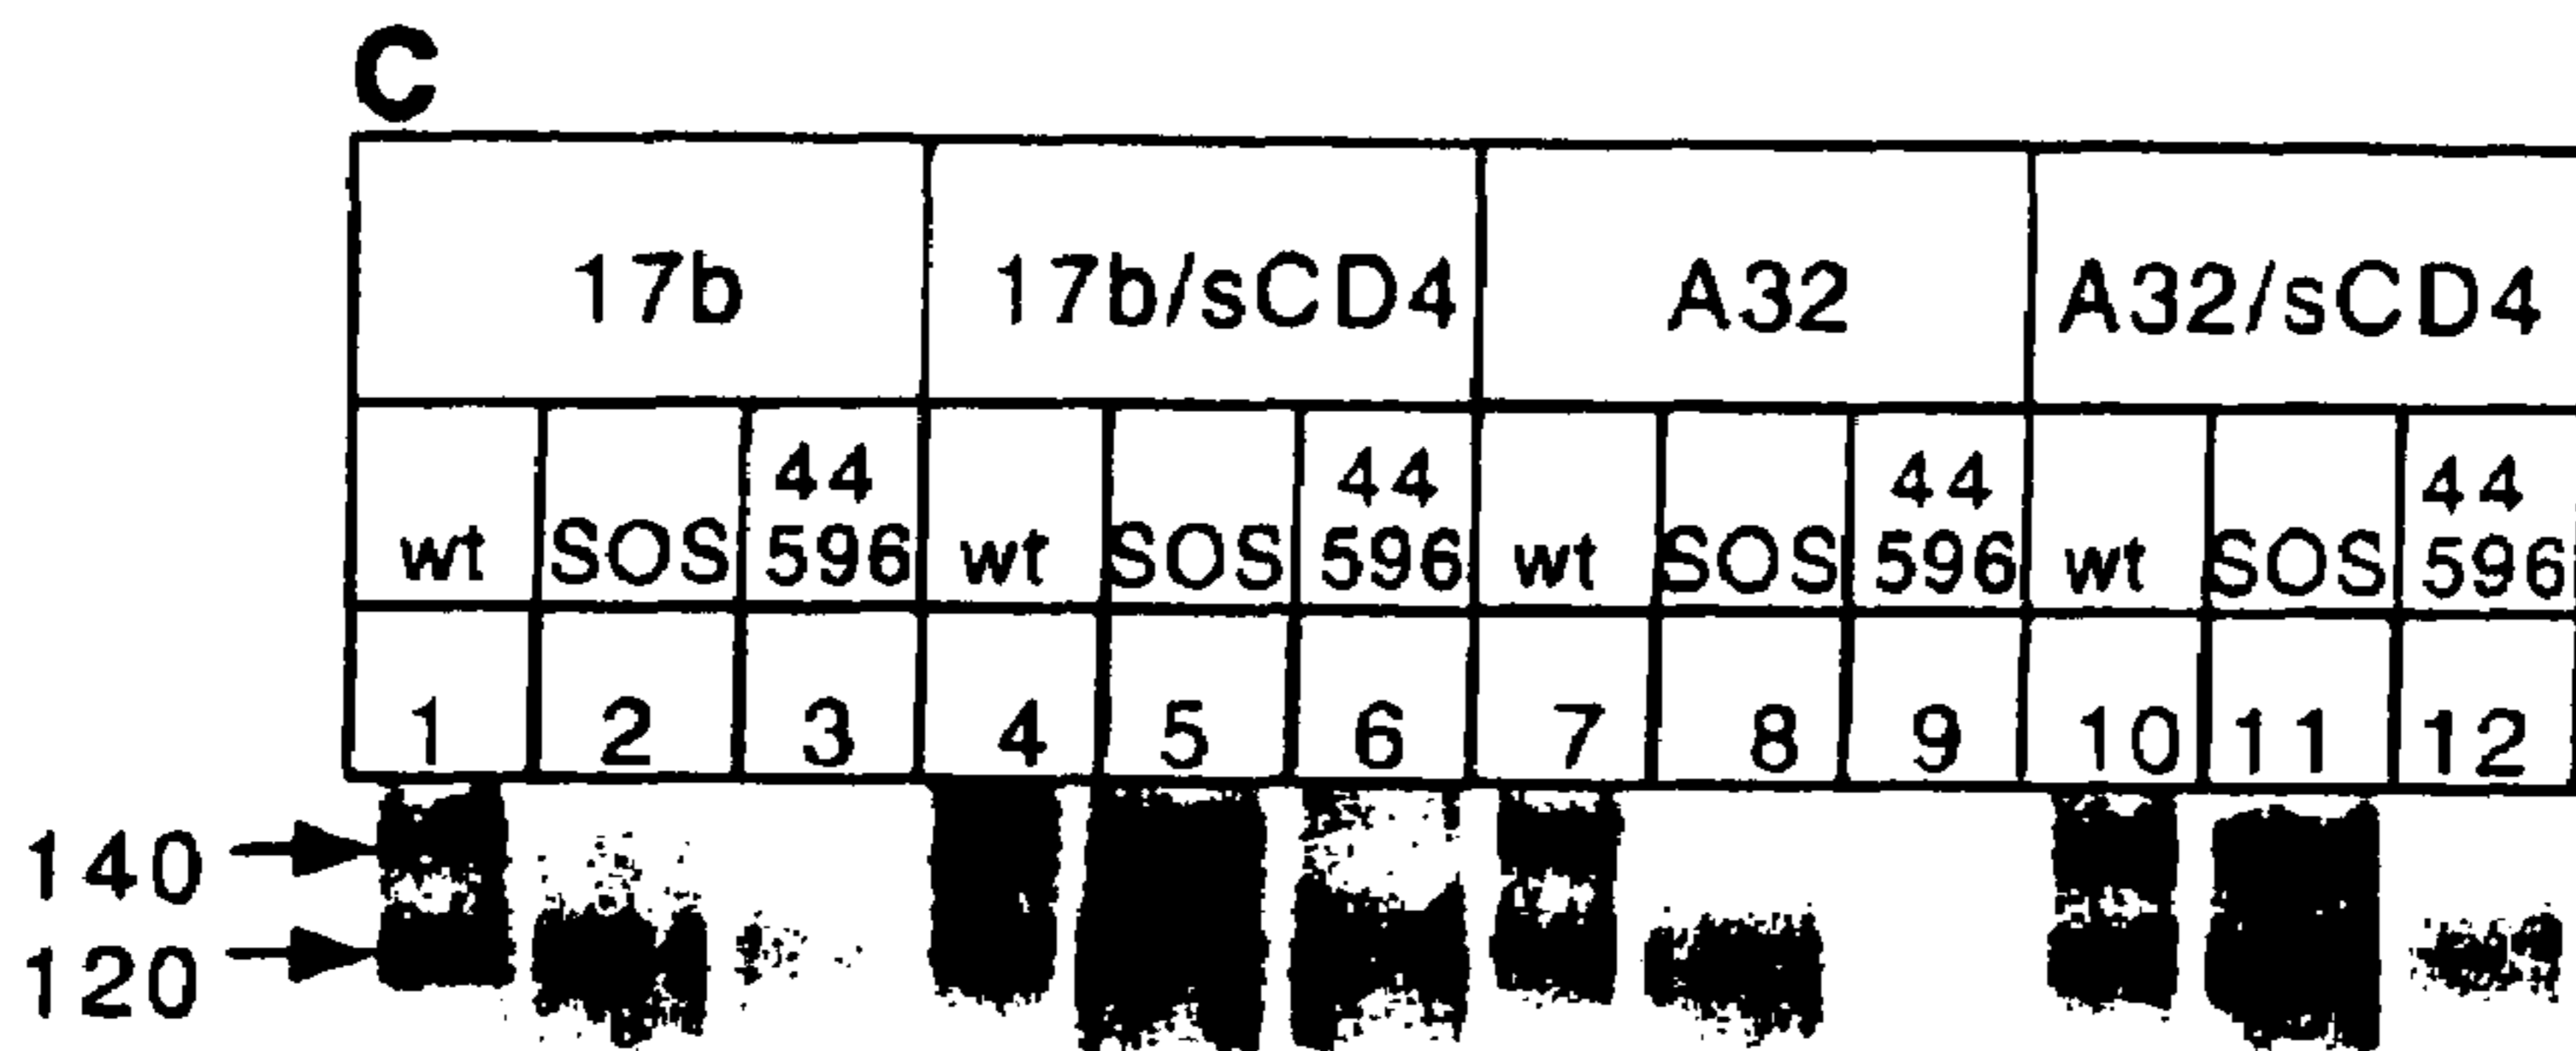 C
17b 17b/sCD4 A32 A32/sCD4
44 44 44 44
wt SOS 596 wt SOS 596 wt SOS 596 wt SOS 596
1 2 3 4 5 6 7 8 9 10 11 12
140
120